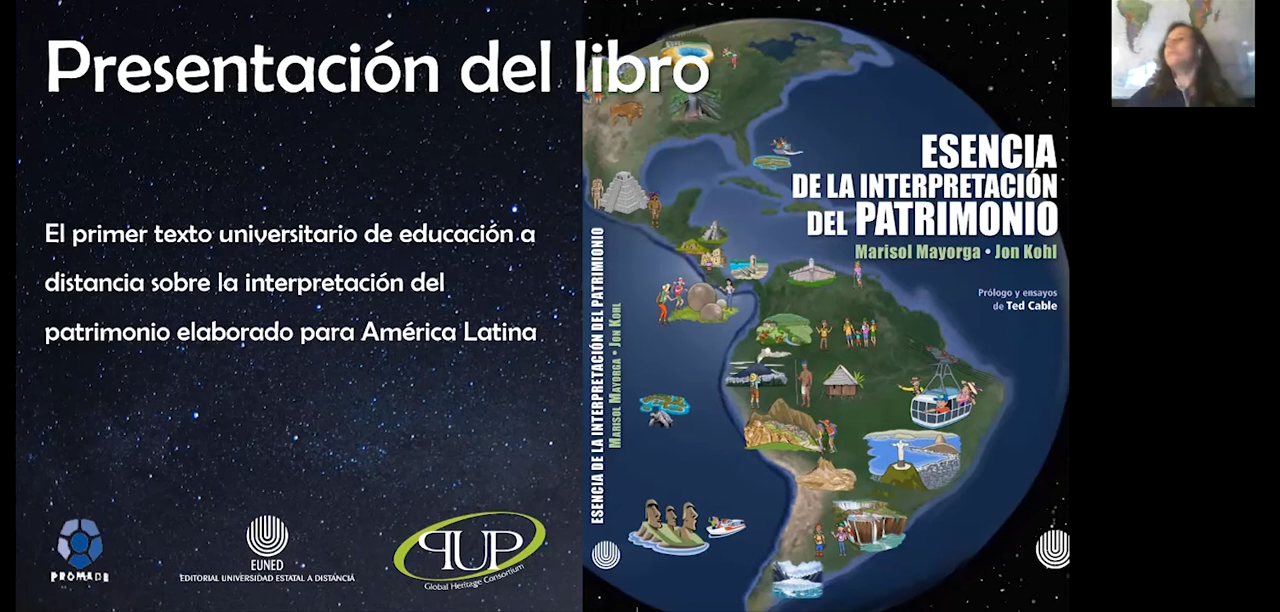 Presentación del libro
El primer texto universitario de educación a
distancia sobre la interpretación del
patrimonio elaborado para América Latina
PROMADE
EUNED
EDITORIAL UNIVERSIDAD ESTATAL A DISTANCIA
PUP
Global Heritage Consortium
ESENCIA DE LA INTERPRETACIÓN DEL PATRIMIONIO
MARISOL MAYORGA • JON KOHL
ESENCIA
DE LA INTERPRETACIÓN
DEL PATRIMONIO
Marisol Mayorga • Jon Kohl
Prólogo y ensayos
de Ted Cable